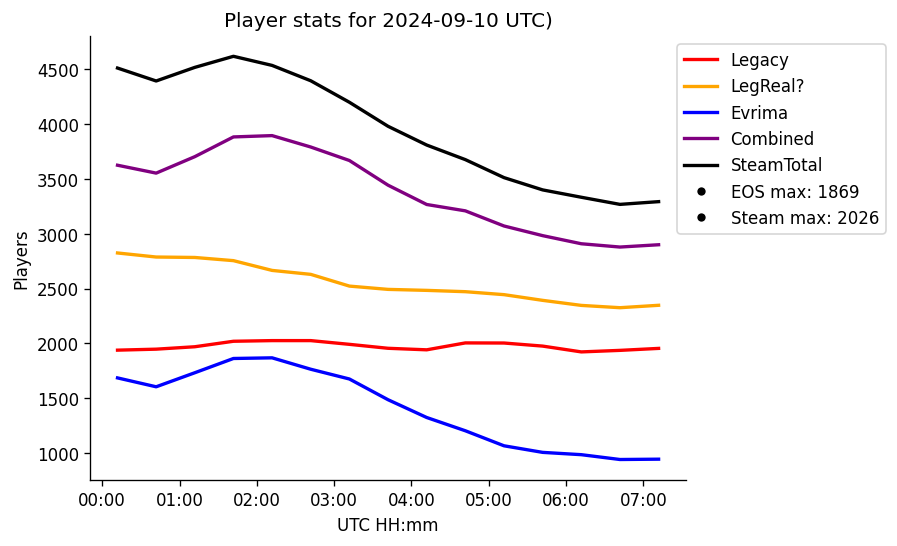 Player stats for 2024-09-10 UTC)
Players
4500
4000
3500
3000
2500
2000
1500
1000
00:00 01:00 02:00 03:00 04:00 05:00 06:00 07:00
UTC HH:mm
Legacy
LegReal?
Evrima
Combined
SteamTotal
EOS max: 1869
Steam max: 2026